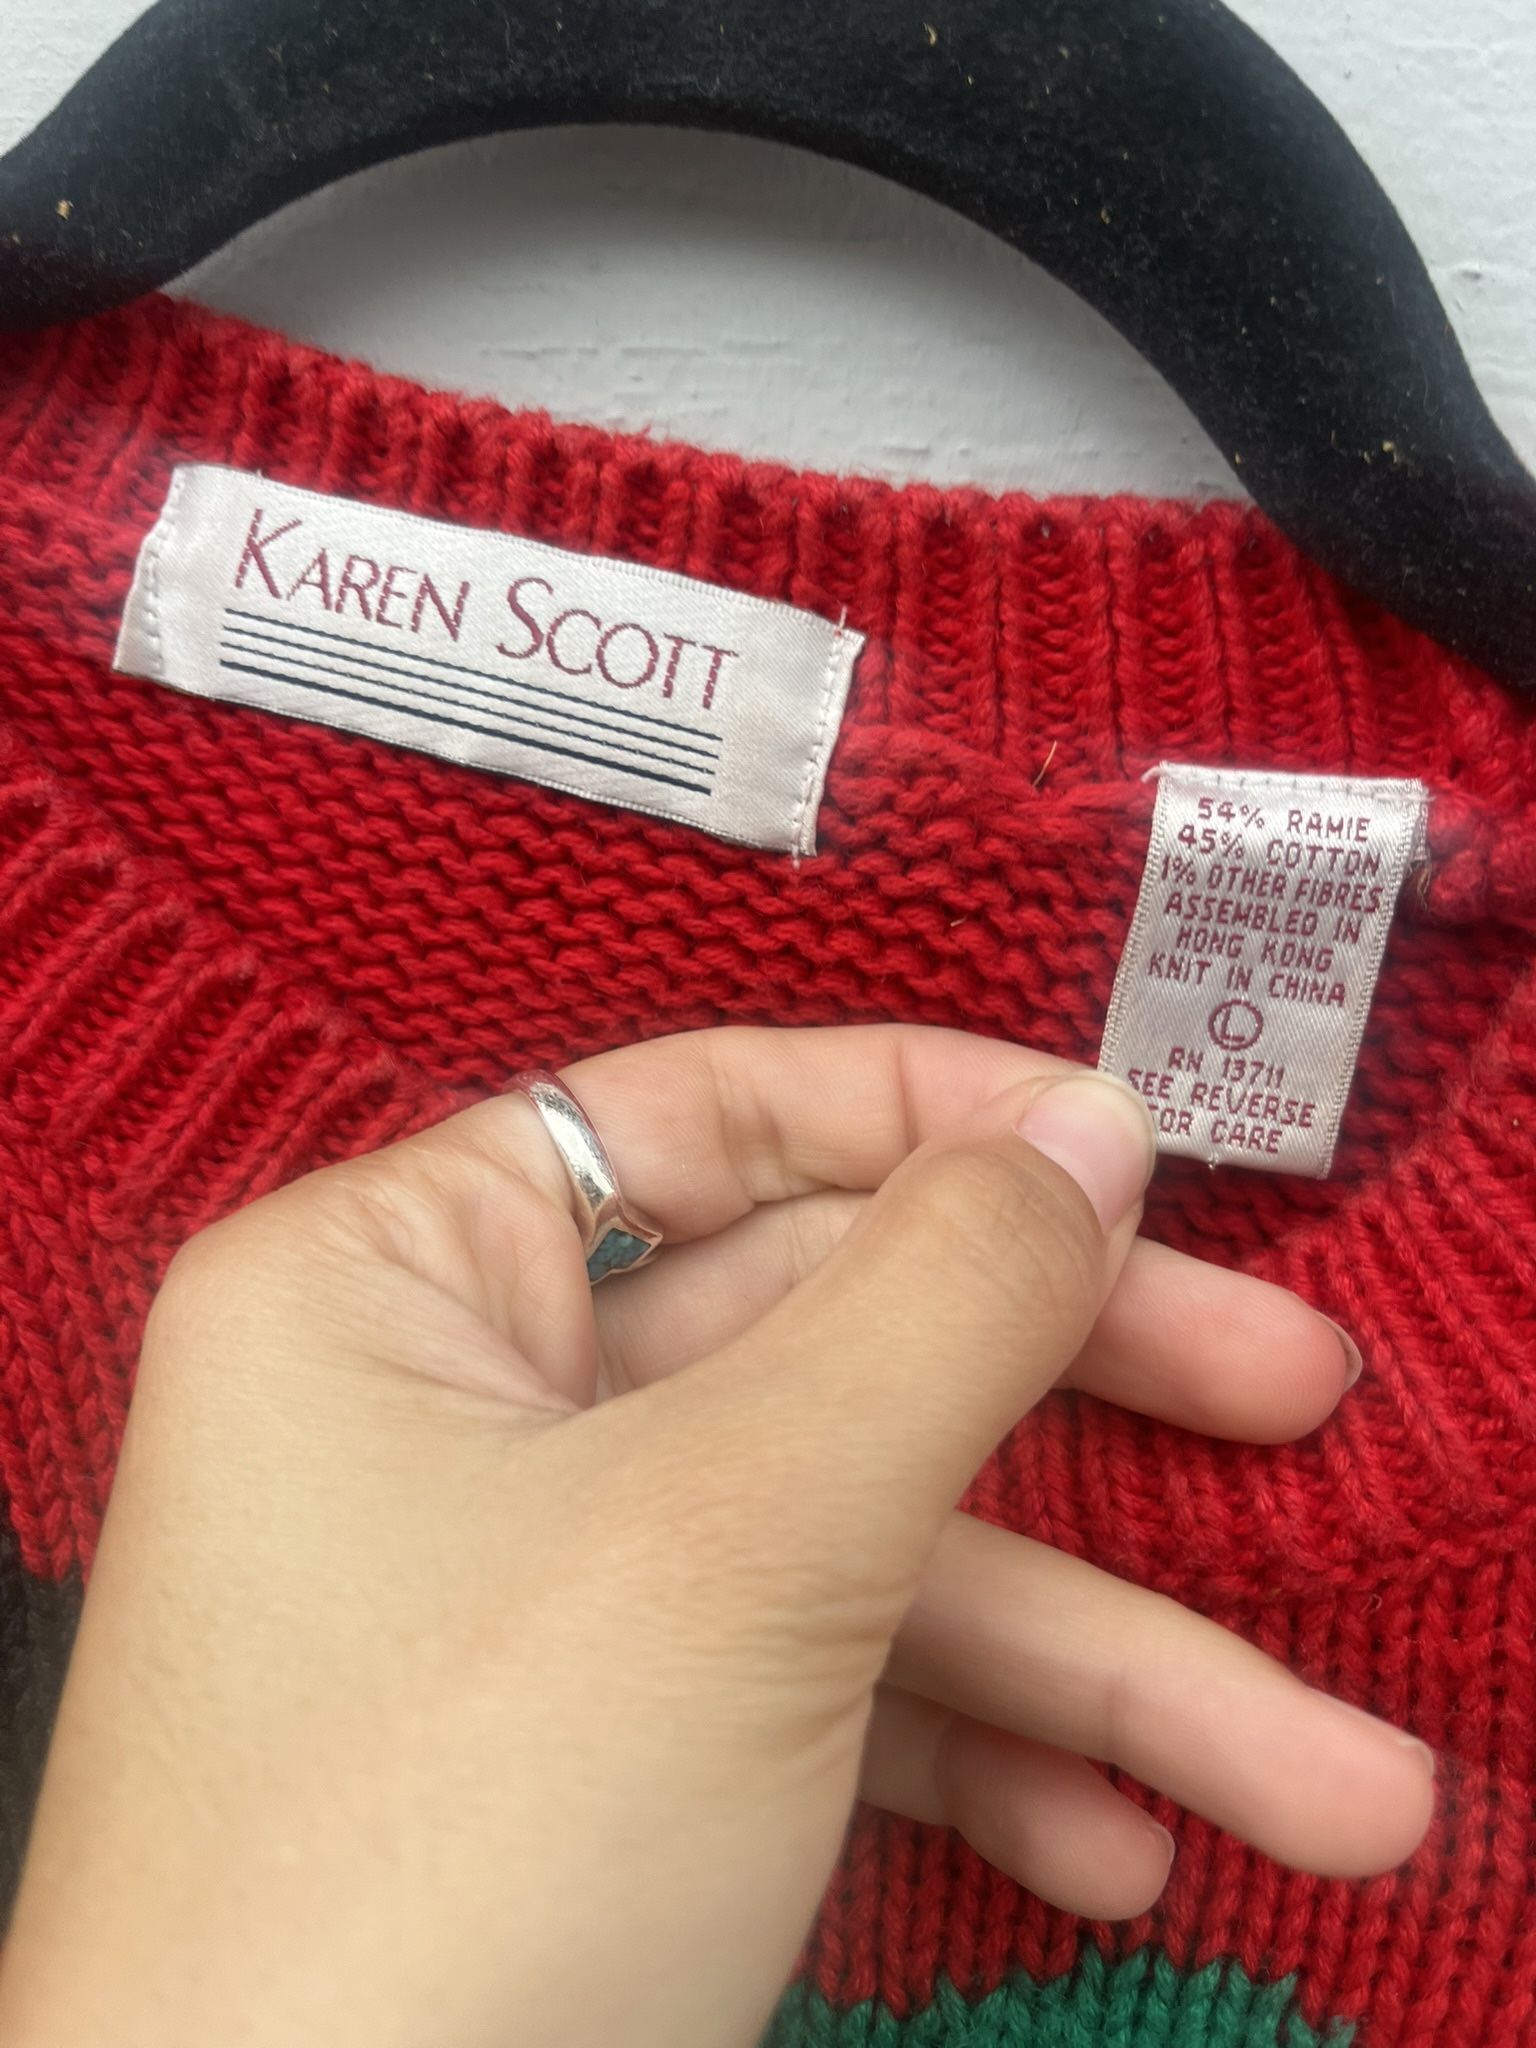 KAREN SCOTT
54% RAMIE
45% COTTON
1% OTHER FIBRES
ASSEMBLED IN
HONG KONG
KNIT IN CHINA
L
RN 13711
SEE REVERSE
FOR CARE